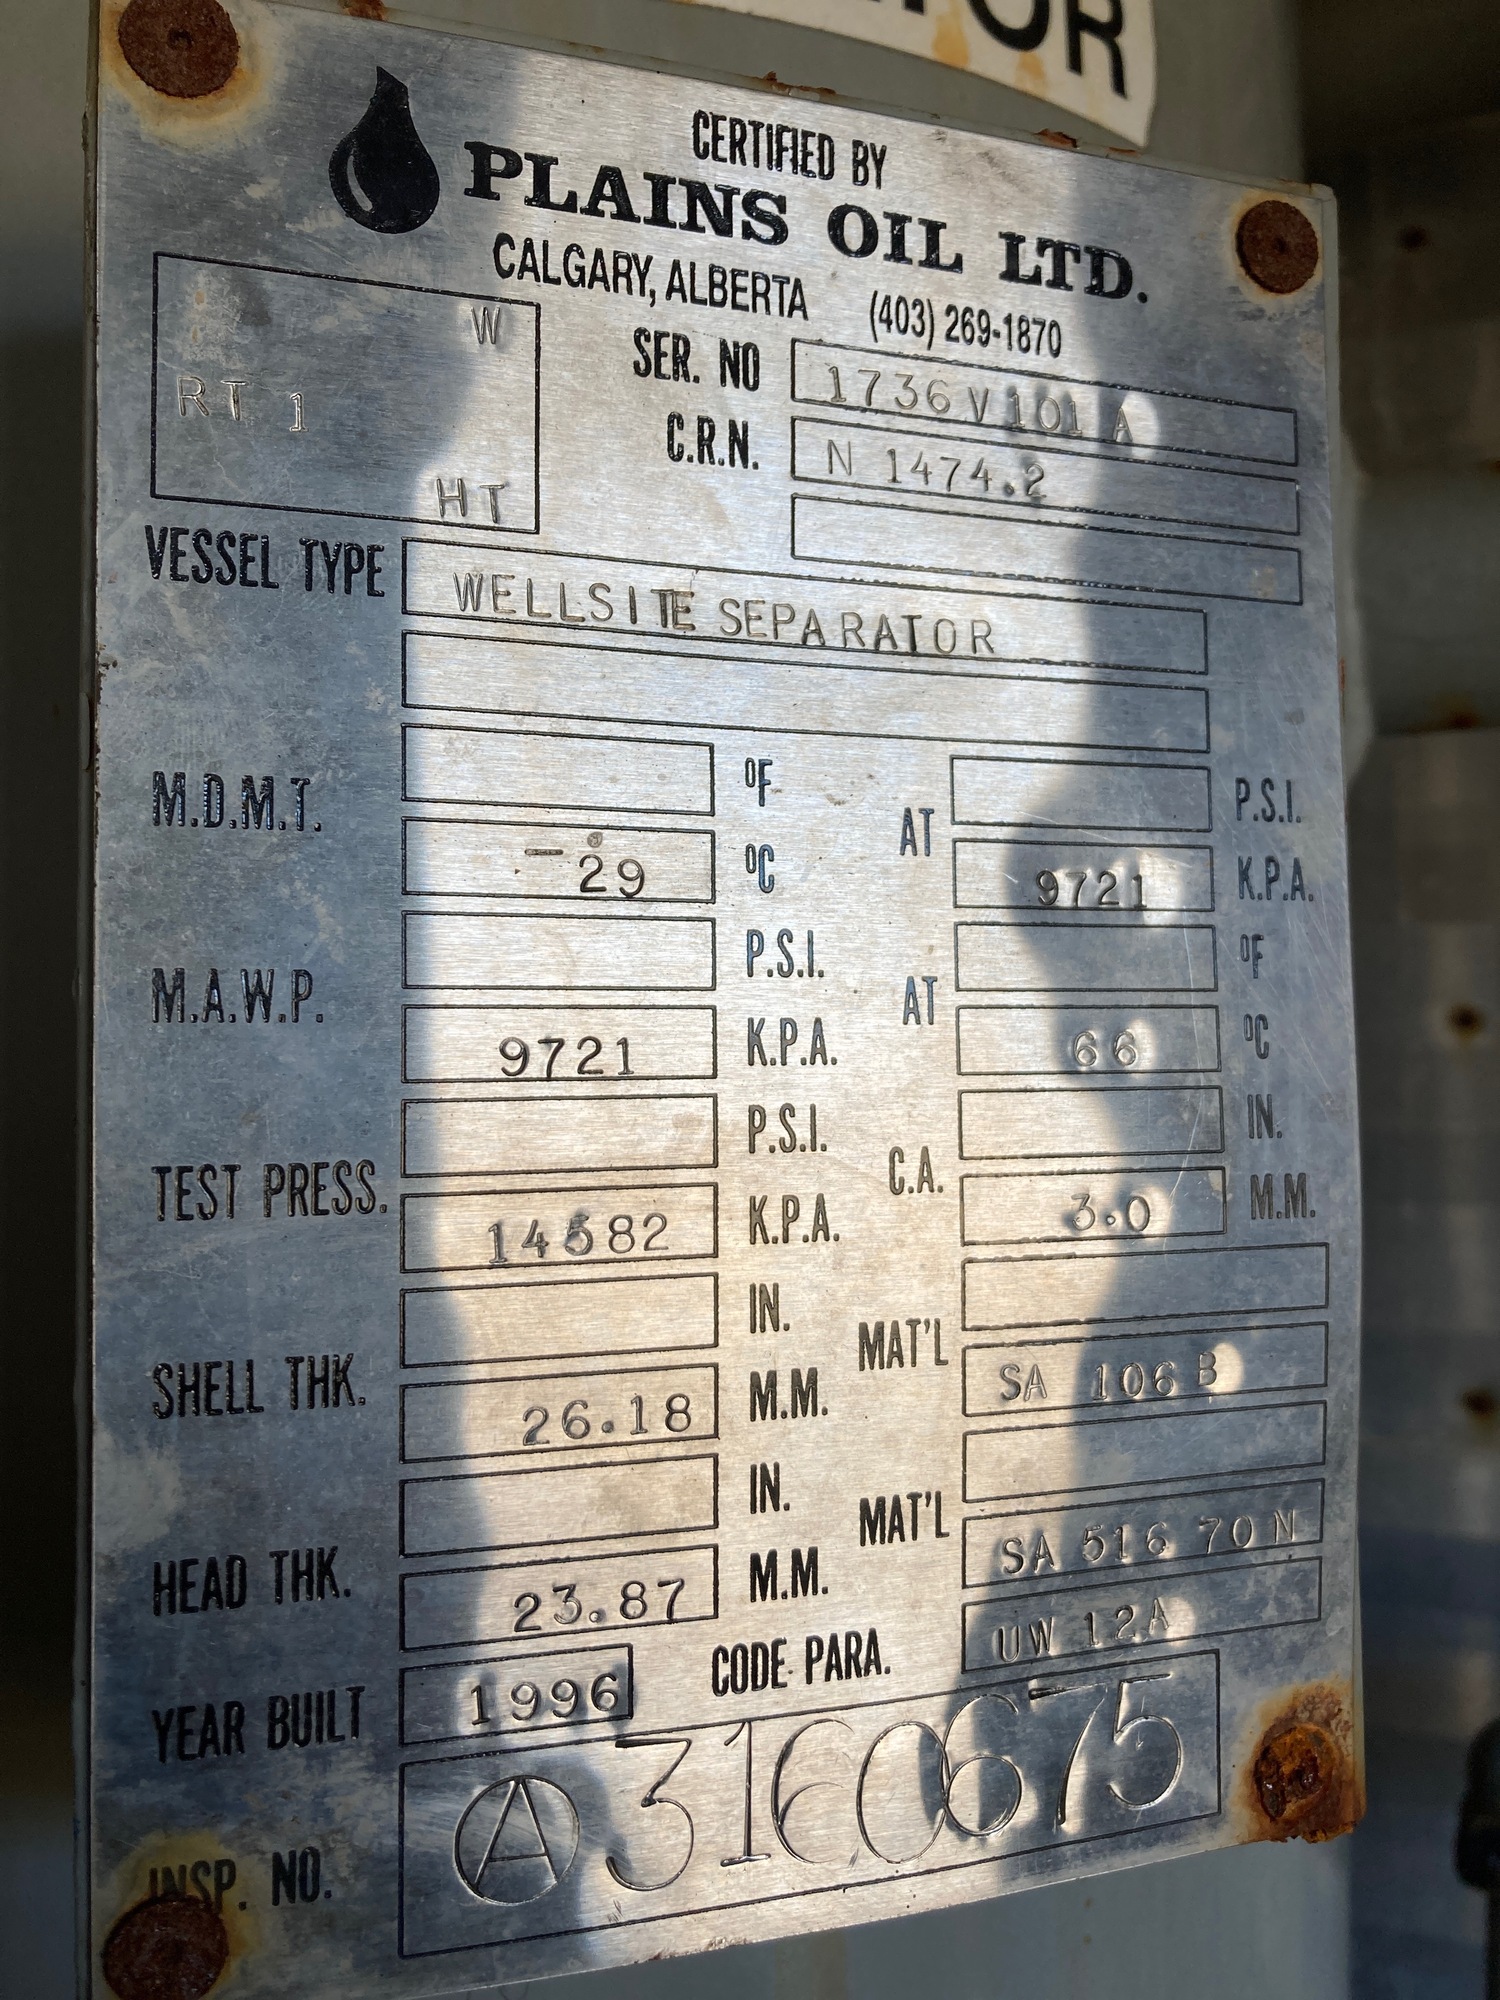 TOR
CERTIFIED BY
PLAINS OIL LTD.
CALGARY, ALBERTA (403) 269-1870
W
RT 1
HT
SER. NO 1736 V 101 A
C.R.N. N 1474.2
VESSEL TYPE WELLSITE SEPARATOR
M.D.M.T. °F AT P.S.I.
-29 °C 9721 K.P.A.
M.A.W.P. P.S.I. AT °F
9721 K.P.A. 66 °C
TEST PRESS. P.S.I. C.A. IN.
14582 K.P.A. 3.0 M.M.
SHELL THK. IN. MAT'L
26.18 M.M. SA 106 B
HEAD THK. IN. MAT'L
23.87 M.M. SA 516 70 N
YEAR BUILT 1996 CODE PARA. UW 12A
INSP. NO. A 3160675